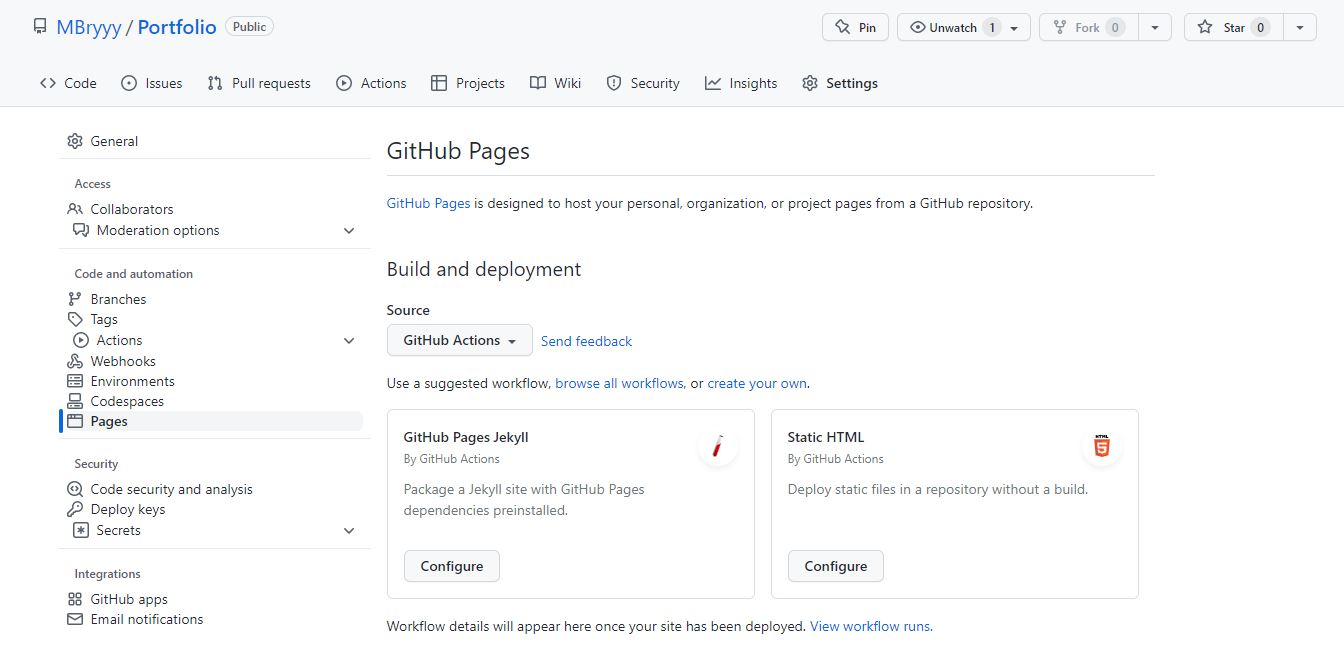 MBryyy / Portfolio Public
Pin
Unwatch 1
Fork 0
Star 0
Code
Issues
Pull requests
Actions
Projects
Wiki
Security
Insights
Settings
General
Access
Collaborators
Moderation options
Code and automation
Branches
Tags
Actions
Webhooks
Environments
Codespaces
Pages
Security
Code security and analysis
Deploy keys
Secrets
Integrations
GitHub apps
Email notifications
GitHub Pages
GitHub Pages is designed to host your personal, organization, or project pages from a GitHub repository.
Build and deployment
Source
GitHub Actions
Send feedback
Use a suggested workflow, browse all workflows, or create your own.
GitHub Pages Jekyll
By GitHub Actions
Package a Jekyll site with GitHub Pages
dependencies preinstalled.
Configure
Static HTML
By GitHub Actions
HTML
5
Deploy static files in a repository without a build.
Configure
Workflow details will appear here once your site has been deployed. View workflow runs.